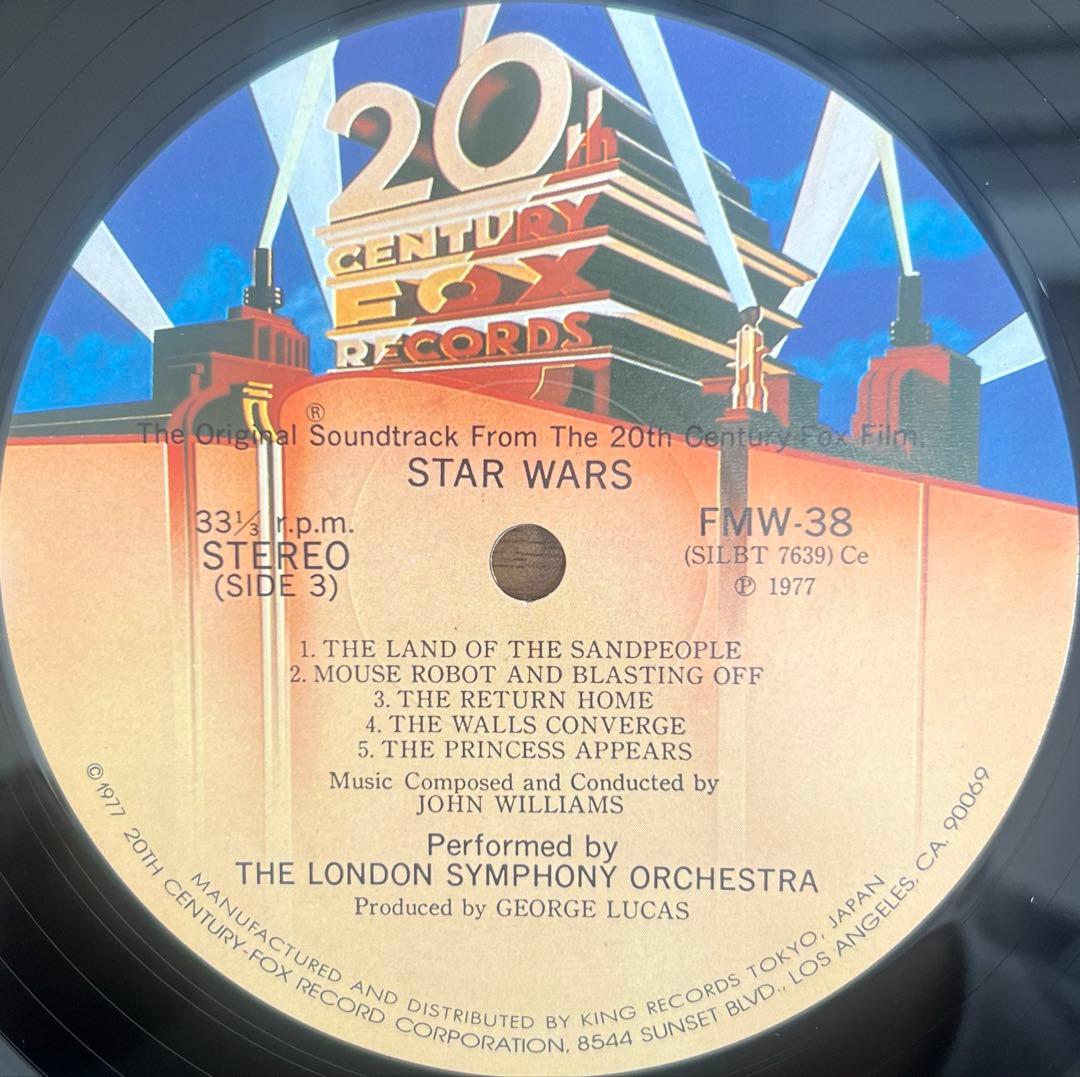 20th
CENTURY
FOX
RECORDS
®
The Original Soundtrack From The 20th Century-Fox Film.
STAR WARS
33⅓ r.p.m.
STEREO
(SIDE 3)
FMW-38
(SILBT 7639) Ce
℗ 1977
1. THE LAND OF THE SANDPEOPLE
2. MOUSE ROBOT AND BLASTING OFF
3. THE RETURN HOME
4. THE WALLS CONVERGE
5. THE PRINCESS APPEARS
Music Composed and Conducted by
JOHN WILLIAMS
Performed by
THE LONDON SYMPHONY ORCHESTRA
Produced by GEORGE LUCAS
MANUFACTURED AND DISTRIBUTED BY KING RECORDS TOKYO, JAPAN
©1977 20TH CENTURY-FOX RECORD CORPORATION, 8544 SUNSET BLVD., LOS ANGELES, CA. 90069